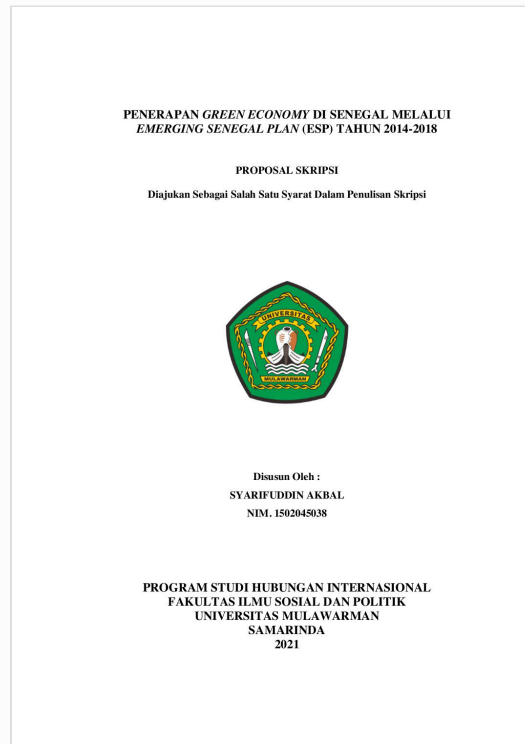 PENERAPAN GREEN ECONOMY DI SENEGAL MELALUI
EMERGING SENEGAL PLAN (ESP) TAHUN 2014-2018
PROPOSAL SKRIPSI
Diajukan Sebagai Salah Satu Syarat Dalam Penulisan Skripsi
UNIVERSITAS
MULAWARMAN
Disusun Oleh :
SYARIFUDDIN AKBAL
NIM. 1502045038
PROGRAM STUDI HUBUNGAN INTERNASIONAL
FAKULTAS ILMU SOSIAL DAN POLITIK
UNIVERSITAS MULAWARMAN
SAMARINDA
2021